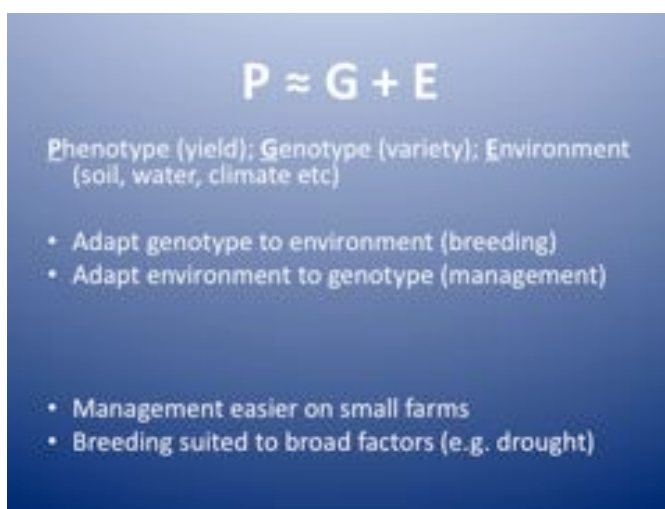 P ≈ G + E
Phenotype (yield); Genotype (variety); Environment
(soil, water, climate etc)
• Adapt genotype to environment (breeding)
• Adapt environment to genotype (management)
• Management easier on small farms
• Breeding suited to broad factors (e.g. drought)